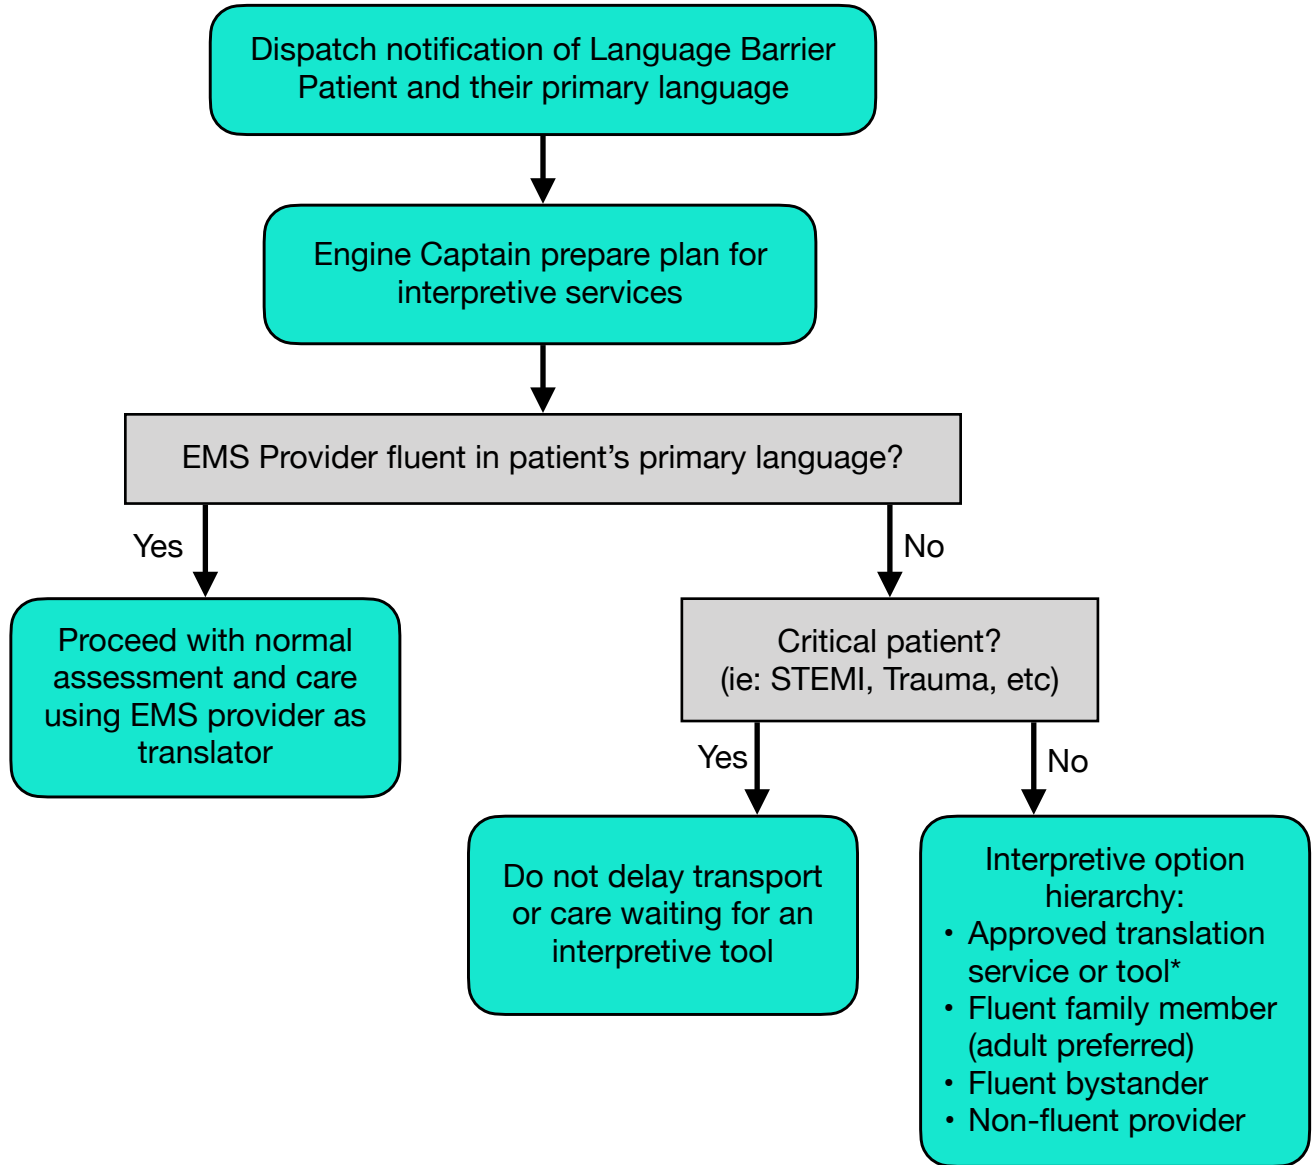 Dispatch notification of Language Barrier
Patient and their primary language
Engine Captain prepare plan for
interpretive services
EMS Provider fluent in patient’s primary language?
Yes
No
Proceed with normal
assessment and care
using EMS provider as
translator
Critical patient?
(ie: STEMI, Trauma, etc)
Yes
No
Do not delay transport
or care waiting for an
interpretive tool
Interpretive option
hierarchy:
• Approved translation
service or tool*
• Fluent family member
(adult preferred)
• Fluent bystander
• Non-fluent provider